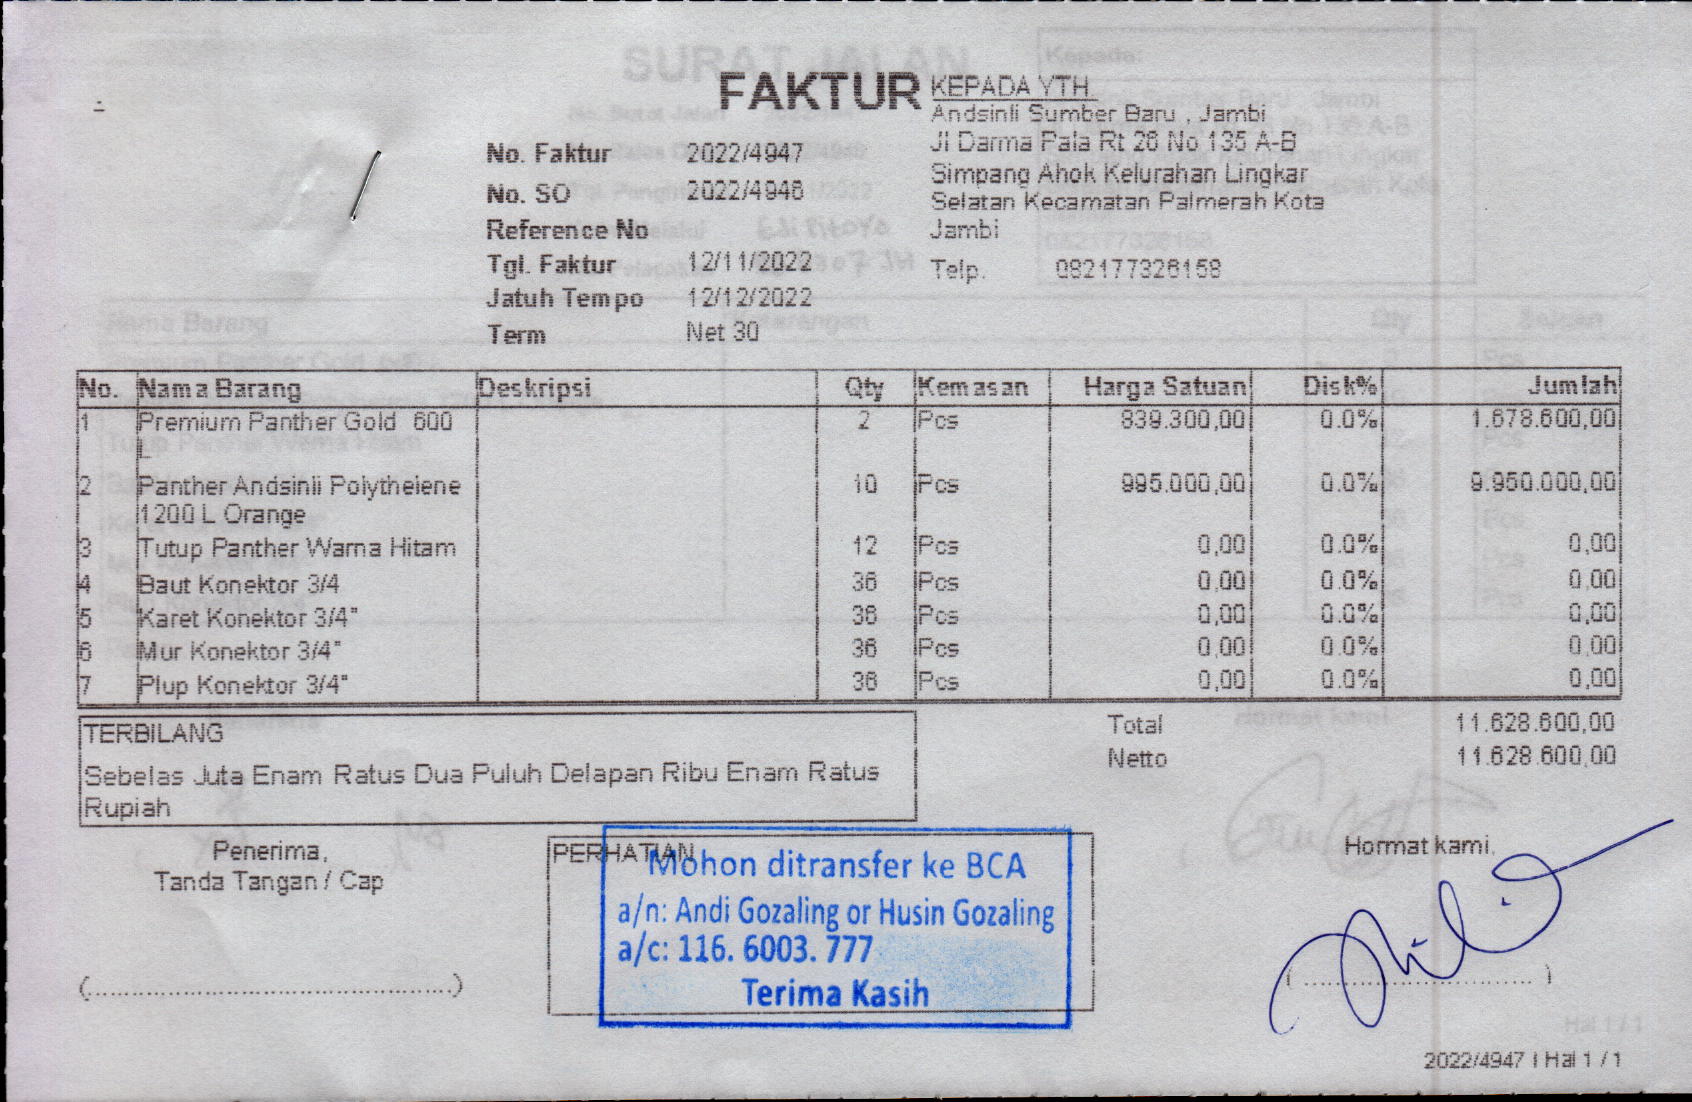 FAKTUR
KEPADA YTH
Andsinli Sumber Baru , Jambi
Jl Darma Pala Rt 26 No 135 A-B
Simpang Ahok Kelurahan Lingkar
Selatan Kecamatan Palmerah Kota
Jambi
Telp. 082177326158
No. Faktur 2022/4947
No. SO 2022/4946
Reference No
Tgl. Faktur 12/11/2022
Jatuh Tempo 12/12/2022
Term Net 30
No. Nama Barang Deskripsi Qty Kemasan Harga Satuan Disk% Jumlah
1 Premium Panther Gold 600 2 Pcs 839.300,00 0.0% 1.678.600,00
L
2 Panther Andsinli Polytheiene 10 Pcs 995.000,00 0.0% 9.950.000,00
1200 L Orange
3 Tutup Panther Warna Hitam 12 Pcs 0,00 0.0% 0,00
4 Baut Konektor 3/4 36 Pcs 0,00 0.0% 0,00
5 Karet Konektor 3/4" 36 Pcs 0,00 0.0% 0,00
6 Mur Konektor 3/4" 36 Pcs 0,00 0.0% 0,00
7 Plup Konektor 3/4" 36 Pcs 0,00 0.0% 0,00
Total 11.628.600,00
Netto 11.628.600,00
TERBILANG
Sebelas Juta Enam Ratus Dua Puluh Delapan Ribu Enam Ratus
Rupiah
Penerima,
Tanda Tangan / Cap
(...............................................)
PERHATIAN
Mohon ditransfer ke BCA
a/n: Andi Gozaling or Husin Gozaling
a/c: 116. 6003. 777
Terima Kasih
Hormat kami,
(..............................)
2022/4947 | Hal 1 / 1